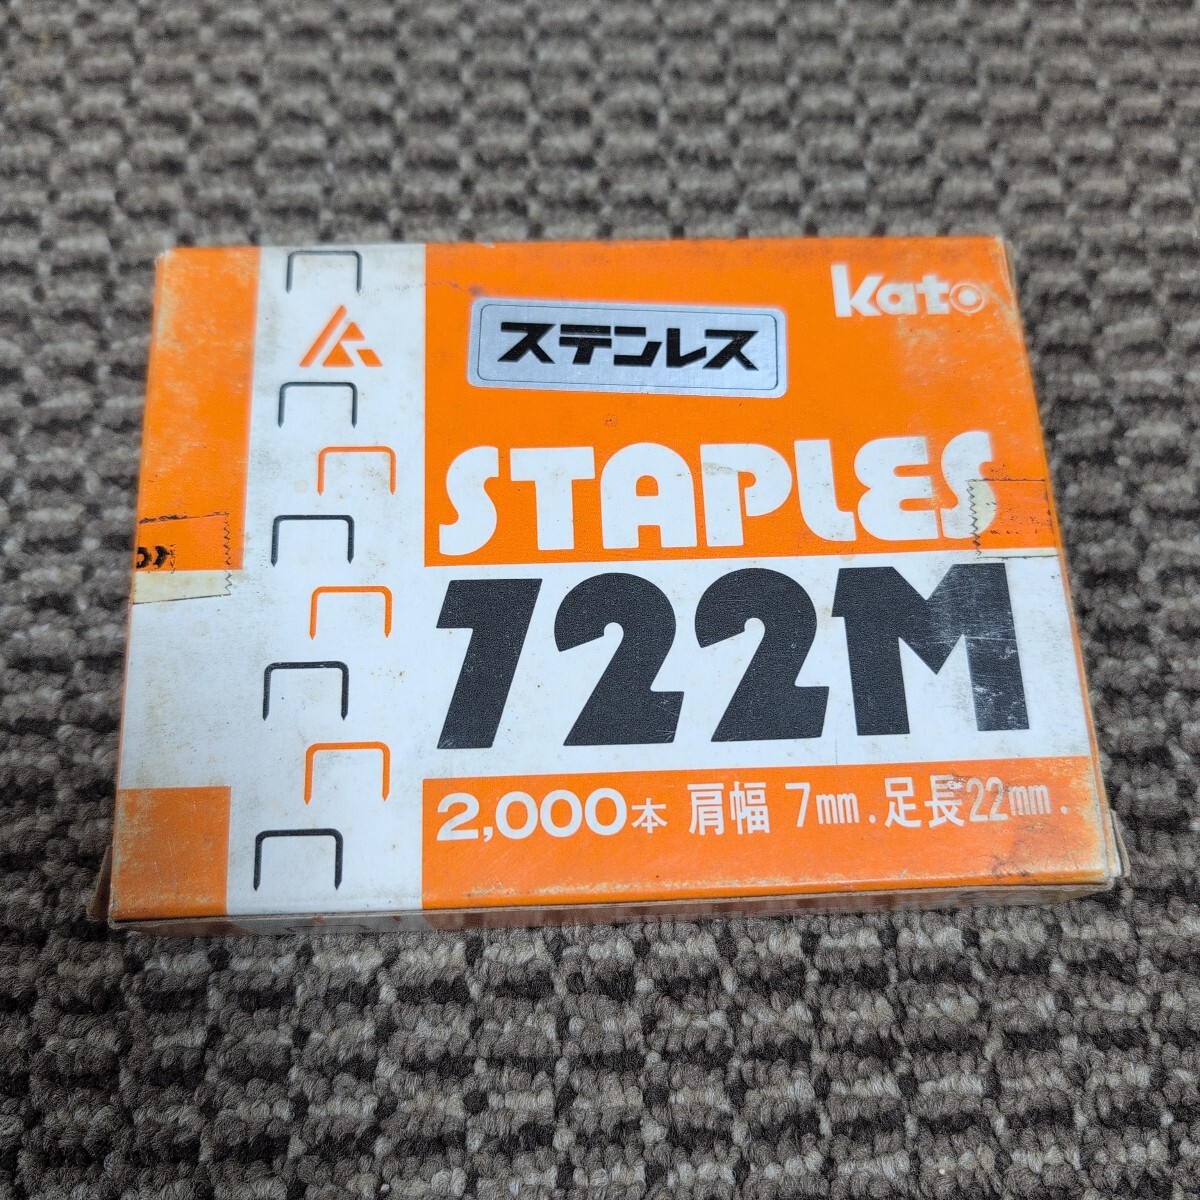 Kato
ステンレス
STAPLES
722M
2,000本 肩幅 7mm. 足長22mm.